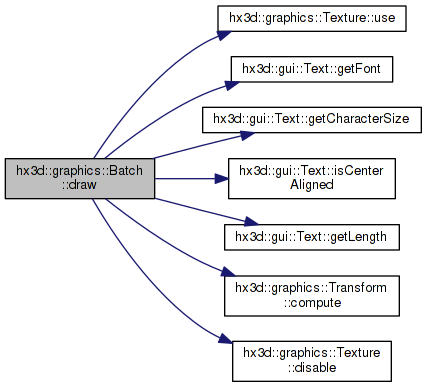 hx3d::graphics::Texture::use
hx3d::gui::Text::getFont
hx3d::gui::Text::getCharacterSize
hx3d::graphics::Batch
::draw
hx3d::gui::Text::isCenter
Aligned
hx3d::gui::Text::getLength
hx3d::graphics::Transform
::compute
hx3d::graphics::Texture
::disable